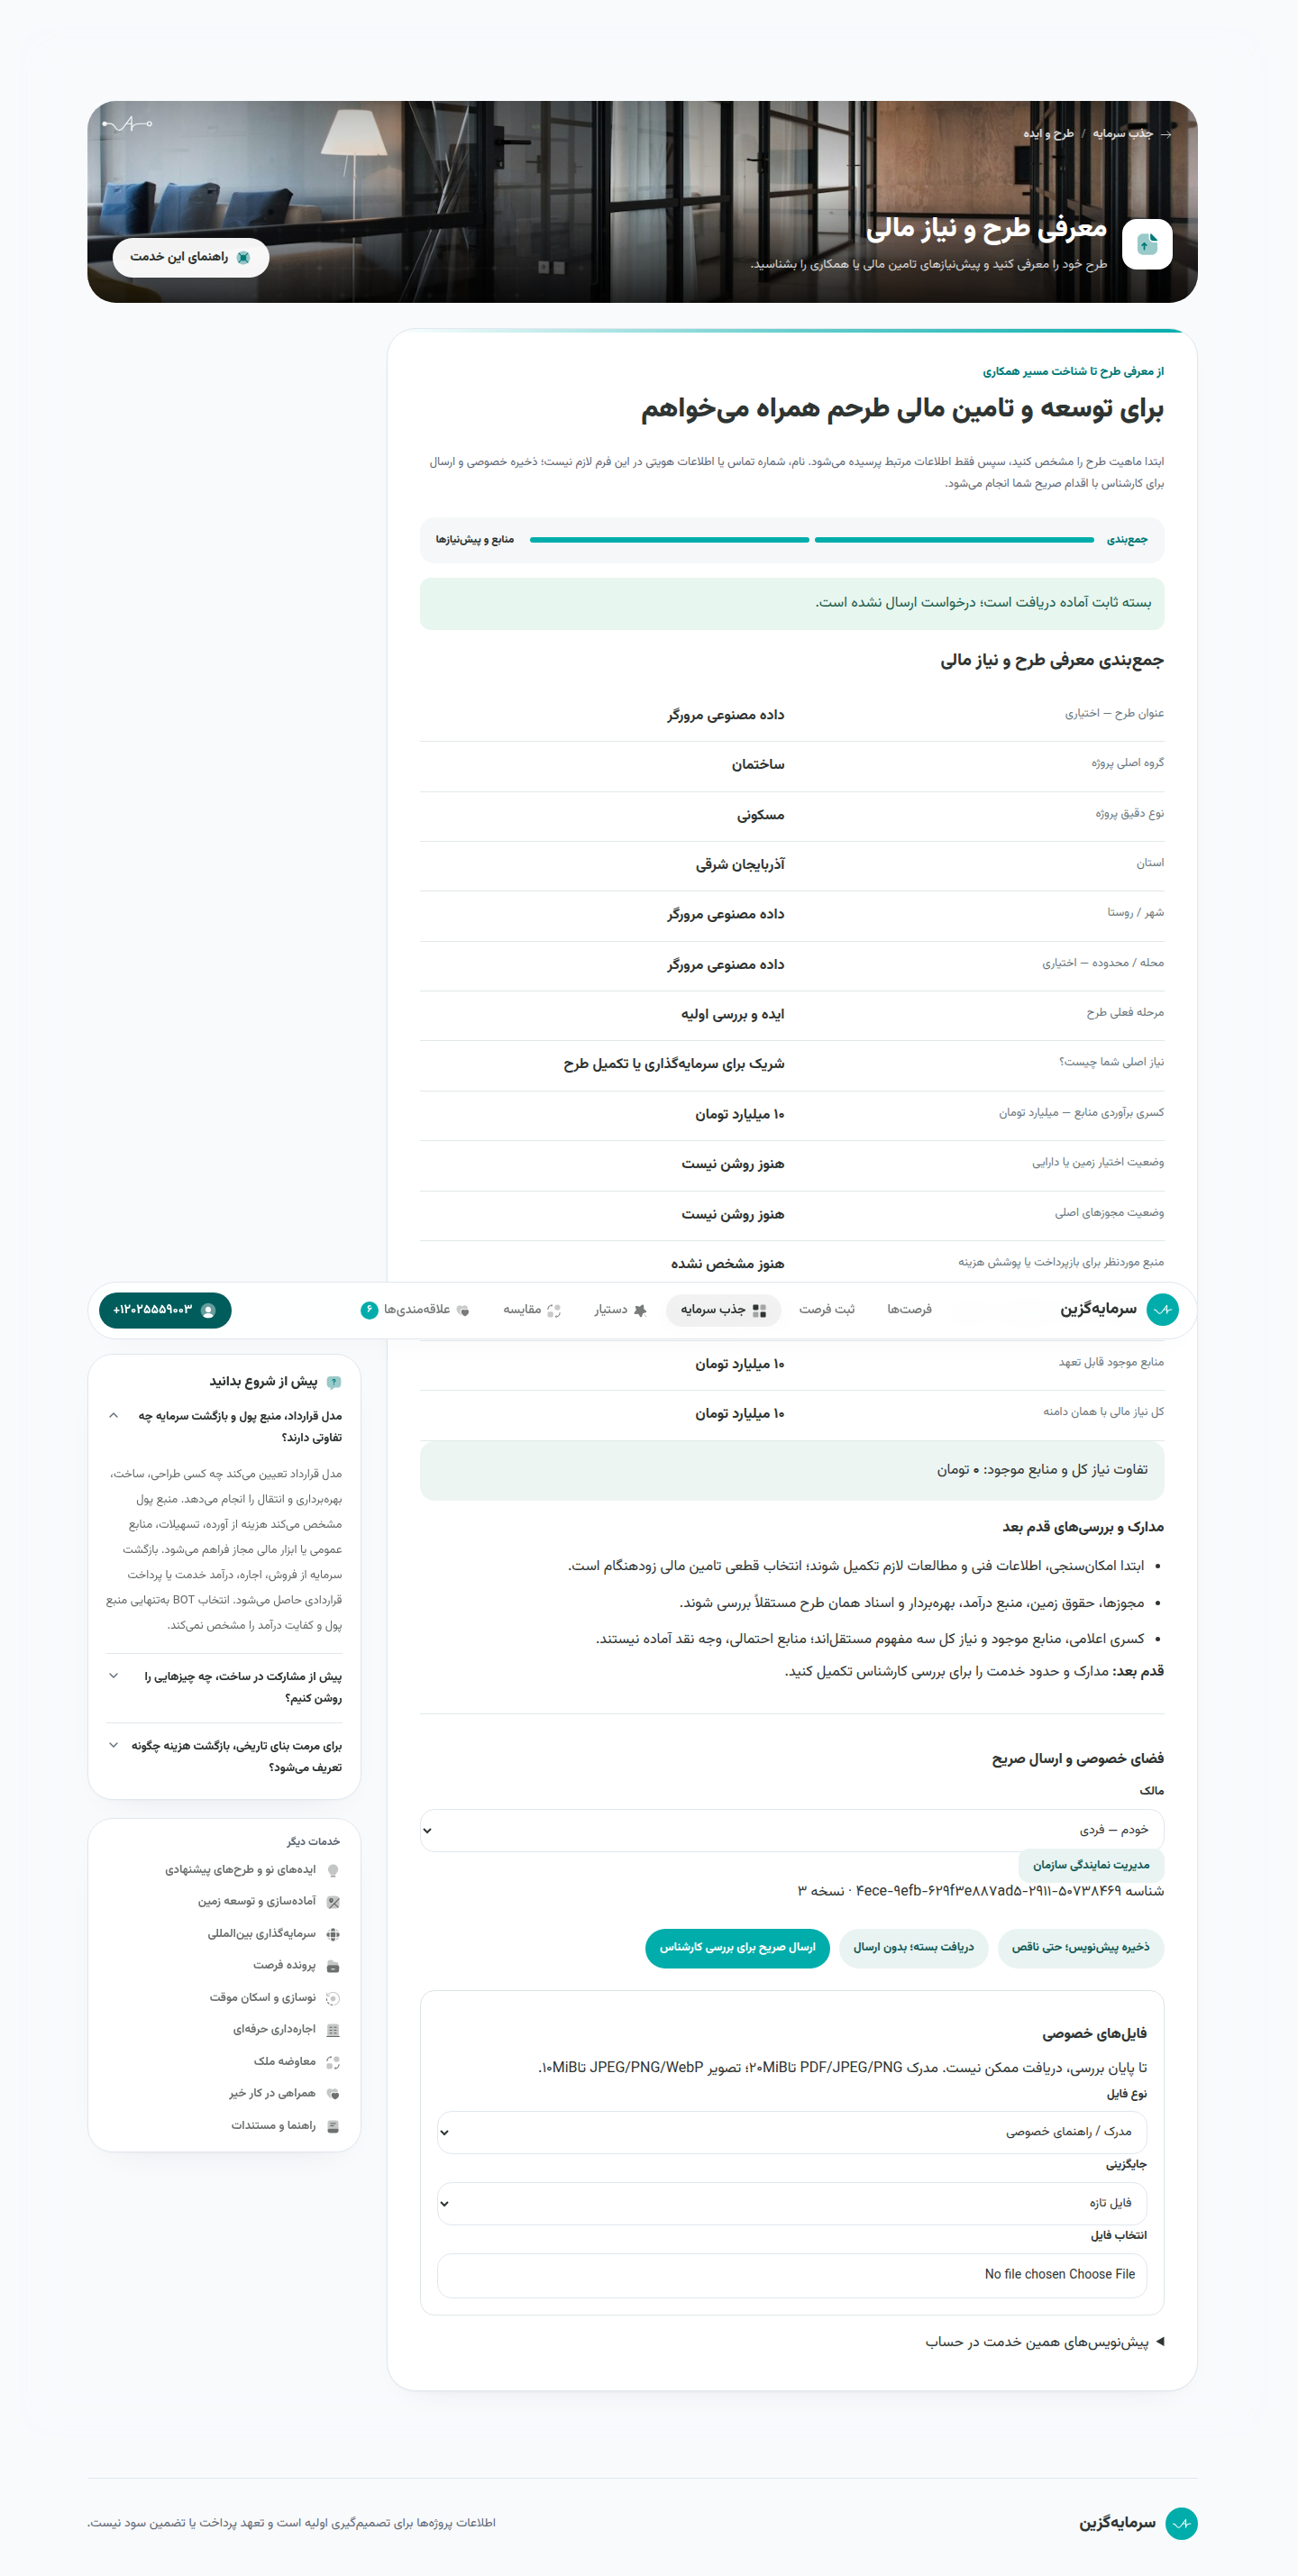 جذب سرمایه / طرح و ایده
معرفی طرح و نیاز مالی
طرح خود را معرفی کنید و پیش‌نیازهای تامین مالی یا همکاری را بشناسید.
راهنمای این خدمت
از معرفی طرح تا شناخت مسیر همکاری
برای توسعه و تامین مالی طرحم همراه می‌خواهم
ابتدا ماهیت طرح را مشخص کنید، سپس فقط اطلاعات مرتبط پرسیده می‌شود. نام، شماره تماس یا اطلاعات هویتی در این فرم لازم نیست؛ ذخیره خصوصی و ارسال
برای کارشناس با اقدام صریح شما انجام می‌شود.
جمع‌بندی
منابع و پیش‌نیازها
بسته ثابت آماده دریافت است؛ درخواست ارسال نشده است.
جمع‌بندی معرفی طرح و نیاز مالی
عنوان طرح — اختیاری داده مصنوعی مرورگر
گروه اصلی پروژه ساختمان
نوع دقیق پروژه مسکونی
استان آذربایجان شرقی
شهر / روستا داده مصنوعی مرورگر
محله / محدوده — اختیاری داده مصنوعی مرورگر
مرحله فعلی طرح ایده و بررسی اولیه
نیاز اصلی شما چیست؟ شریک برای سرمایه‌گذاری یا تکمیل طرح
کسری برآوردی منابع — میلیارد تومان ۱۰ میلیارد تومان
وضعیت اختیار زمین یا دارایی هنوز روشن نیست
وضعیت مجوزهای اصلی هنوز روشن نیست
منبع موردنظر برای بازپرداخت یا پوشش هزینه هنوز مشخص نشده
سرمایه‌گزین
فرصت‌ها
ثبت فرصت
جذب سرمایه
دستیار
مقایسه
علاقه‌مندی‌ها ۶
+۱۲۰۲۵۵۵۹۰۰۳
منابع موجود قابل تعهد ۱۰ میلیارد تومان
کل نیاز مالی با همان دامنه ۱۰ میلیارد تومان
تفاوت نیاز کل و منابع موجود: ۰ تومان
مدارک و بررسی‌های قدم بعد
• ابتدا امکان‌سنجی، اطلاعات فنی و مطالعات لازم تکمیل شوند؛ انتخاب قطعی تامین مالی زودهنگام است.
• مجوزها، حقوق زمین، منبع درآمد، بهره‌بردار و اسناد همان طرح مستقلاً بررسی شوند.
• کسری اعلامی، منابع موجود و نیاز کل سه مفهوم مستقل‌اند؛ منابع احتمالی، وجه نقد آماده نیستند.
قدم بعد: مدارک و حدود خدمت را برای بررسی کارشناس تکمیل کنید.
فضای خصوصی و ارسال صریح
مالک
خودم — فردی
مدیریت نمایندگی سازمان
شناسه ۵۰۷۳۸۴۶۹-۲۹۱۱-4ece-9efb-۶۲۹f۳e۸۸۷ad۵ · نسخه ۳
ذخیره پیش‌نویس؛ حتی ناقص
دریافت بسته؛ بدون ارسال
ارسال صریح برای بررسی کارشناس
فایل‌های خصوصی
تا پایان بررسی، دریافت ممکن نیست. مدرک PDF/JPEG/PNG تا۲۰MiB؛ تصویر JPEG/PNG/WebP تا۱۰MiB.
نوع فایل
مدرک / راهنمای خصوصی
جایگزینی
فایل تازه
انتخاب فایل
No file chosen Choose File
پیش‌نویس‌های همین خدمت در حساب
پیش از شروع بدانید
مدل قرارداد، منبع پول و بازگشت سرمایه چه
تفاوتی دارند؟
مدل قرارداد تعیین می‌کند چه کسی طراحی، ساخت،
بهره‌برداری و انتقال را انجام می‌دهد. منبع پول
مشخص می‌کند هزینه از آورده، تسهیلات، منابع
عمومی یا ابزار مالی مجاز فراهم می‌شود. بازگشت
سرمایه از فروش، اجاره، درآمد خدمت یا پرداخت
قراردادی حاصل می‌شود. انتخاب BOT به‌تنهایی منبع
پول و کفایت درآمد را مشخص نمی‌کند.
پیش از مشارکت در ساخت، چه چیزهایی را
روشن کنیم؟
برای مرمت بنای تاریخی، بازگشت هزینه چگونه
تعریف می‌شود؟
خدمات دیگر
ایده‌های نو و طرح‌های پیشنهادی
آماده‌سازی و توسعه زمین
سرمایه‌گذاری بین‌المللی
پرونده فرصت
نوسازی و اسکان موقت
اجاره‌داری حرفه‌ای
معاوضه ملک
همراهی در کار خیر
راهنما و مستندات
سرمایه‌گزین
اطلاعات پروژه‌ها برای تصمیم‌گیری اولیه است و تعهد پرداخت یا تضمین سود نیست.